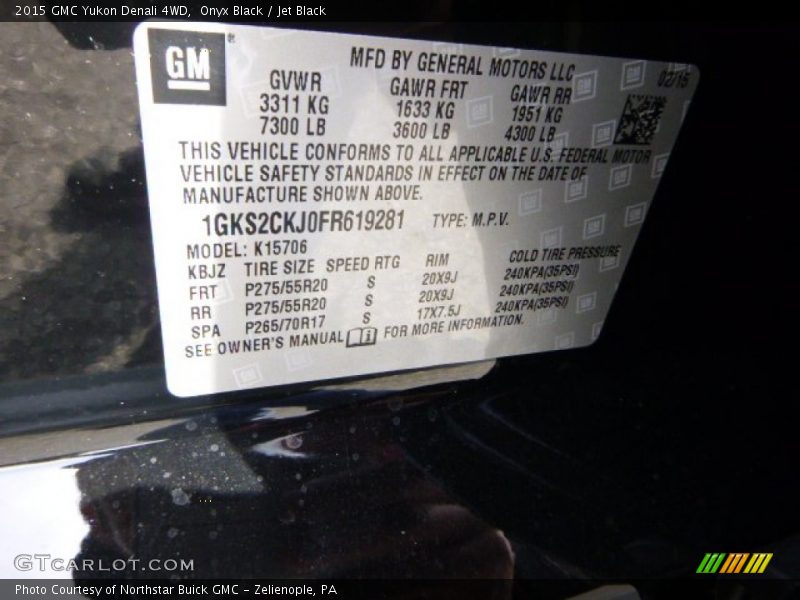 2015 GMC Yukon Denali 4WD, Onyx Black / Jet Black
GM
MFD BY GENERAL MOTORS LLC 02/15
GVWR GAWR FRT GAWR RR
3311 KG 1633 KG 1951 KG
7300 LB 3600 LB 4300 LB
THIS VEHICLE CONFORMS TO ALL APPLICABLE U.S. FEDERAL MOTOR
VEHICLE SAFETY STANDARDS IN EFFECT ON THE DATE OF
MANUFACTURE SHOWN ABOVE.
1GKS2CKJ0FR619281 TYPE: M.P.V.
MODEL: K15706
KBJZ TIRE SIZE SPEED RTG RIM COLD TIRE PRESSURE
FRT P275/55R20 S 20X9J 240KPA(35PSI)
RR P275/55R20 S 20X9J 240KPA(35PSI)
SPA P265/70R17 S 17X7.5J 240KPA(35PSI)
SEE OWNER'S MANUAL FOR MORE INFORMATION.
GTCARLOT.COM
Photo Courtesy of Northstar Buick GMC - Zelienople, PA